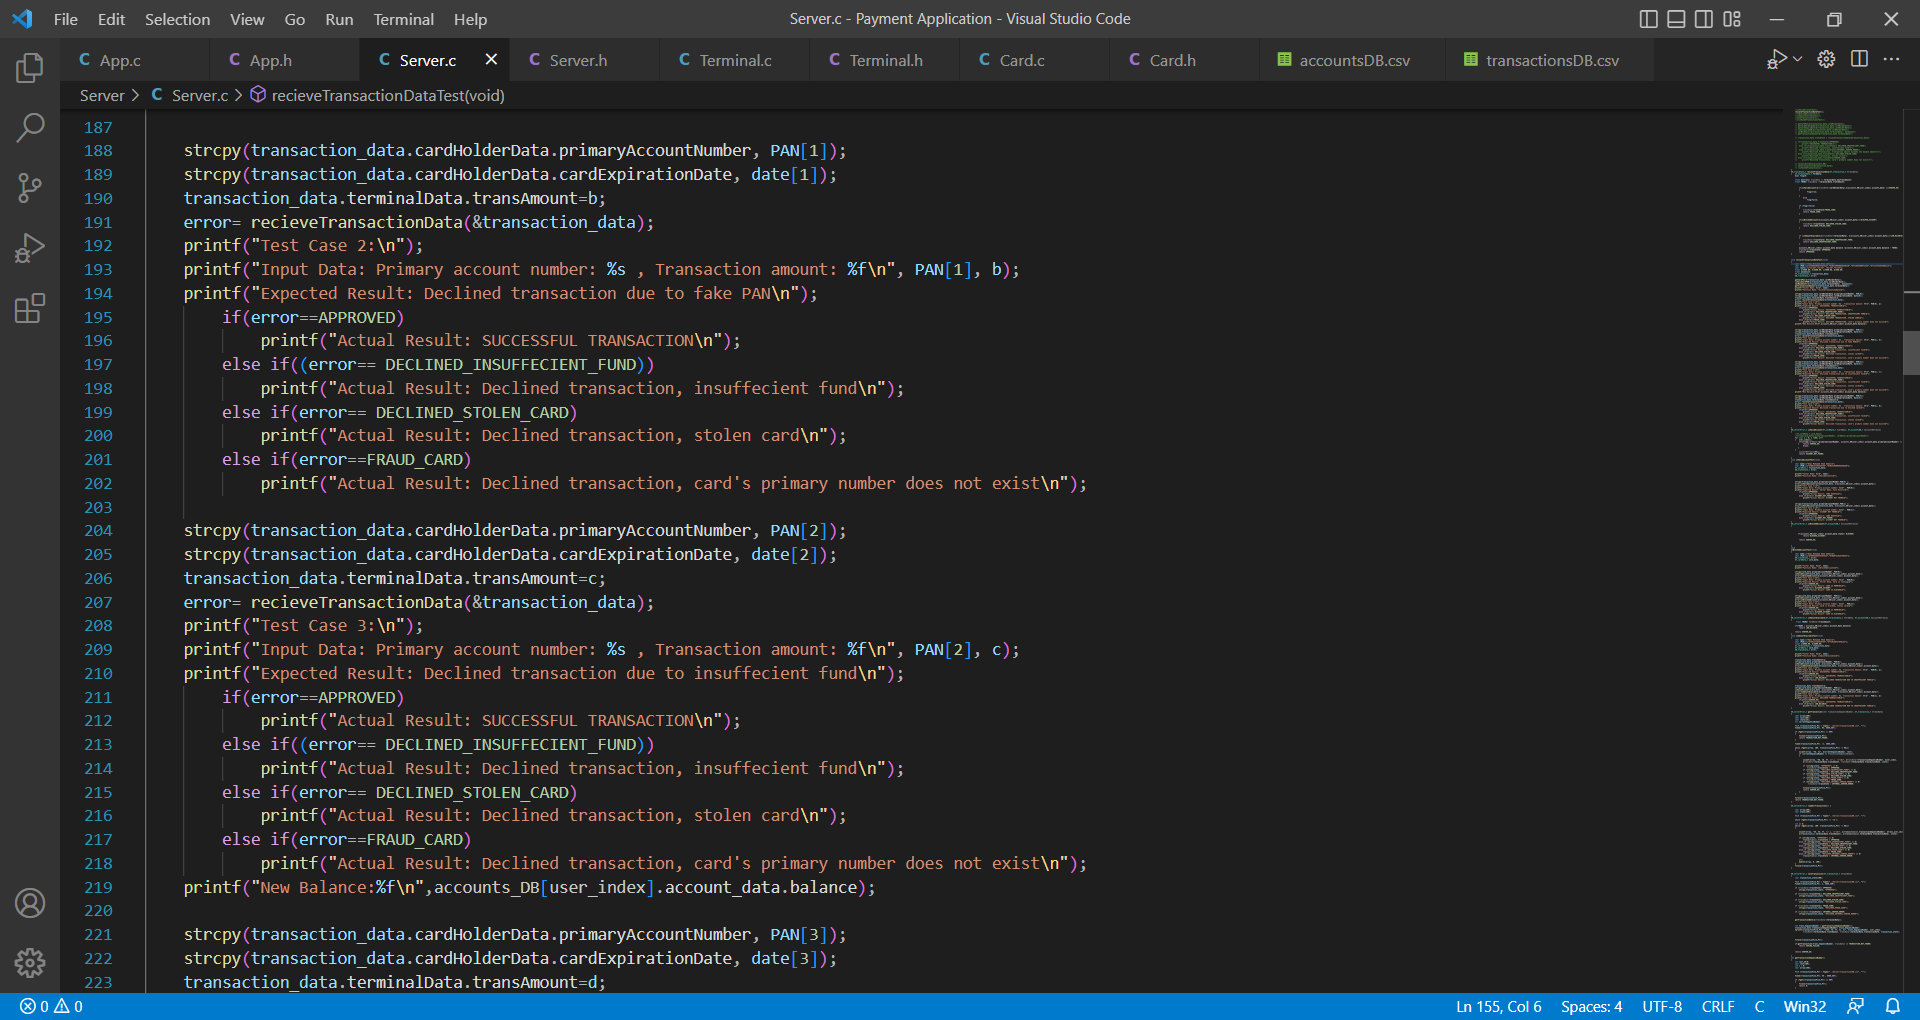 File Edit Selection View Go Run Terminal Help
Server.c - Payment Application - Visual Studio Code
App.c App.h Server.c Server.h Terminal.c Terminal.h Card.c Card.h accountsDB.csv transactionsDB.csv
Server > C Server.c > recieveTransactionDataTest(void)
187
188 strcpy(transaction_data.cardHolderData.primaryAccountNumber, PAN[1]);
189 strcpy(transaction_data.cardHolderData.cardExpirationDate, date[1]);
190 transaction_data.terminalData.transAmount=b;
191 error= recieveTransactionData(&transaction_data);
192 printf("Test Case 2:\n");
193 printf("Input Data: Primary account number: %s , Transaction amount: %f\n", PAN[1], b);
194 printf("Expected Result: Declined transaction due to fake PAN\n");
195 if(error==APPROVED)
196 printf("Actual Result: SUCCESSFUL TRANSACTION\n");
197 else if((error== DECLINED_INSUFFECIENT_FUND))
198 printf("Actual Result: Declined transaction, insuffecient fund\n");
199 else if(error== DECLINED_STOLEN_CARD)
200 printf("Actual Result: Declined transaction, stolen card\n");
201 else if(error==FRAUD_CARD)
202 printf("Actual Result: Declined transaction, card's primary number does not exist\n");
203
204 strcpy(transaction_data.cardHolderData.primaryAccountNumber, PAN[2]);
205 strcpy(transaction_data.cardHolderData.cardExpirationDate, date[2]);
206 transaction_data.terminalData.transAmount=c;
207 error= recieveTransactionData(&transaction_data);
208 printf("Test Case 3:\n");
209 printf("Input Data: Primary account number: %s , Transaction amount: %f\n", PAN[2], c);
210 printf("Expected Result: Declined transaction due to insuffecient fund\n");
211 if(error==APPROVED)
212 printf("Actual Result: SUCCESSFUL TRANSACTION\n");
213 else if((error== DECLINED_INSUFFECIENT_FUND))
214 printf("Actual Result: Declined transaction, insuffecient fund\n");
215 else if(error== DECLINED_STOLEN_CARD)
216 printf("Actual Result: Declined transaction, stolen card\n");
217 else if(error==FRAUD_CARD)
218 printf("Actual Result: Declined transaction, card's primary number does not exist\n");
219 printf("New Balance:%f\n",accounts_DB[user_index].account_data.balance);
220
221 strcpy(transaction_data.cardHolderData.primaryAccountNumber, PAN[3]);
222 strcpy(transaction_data.cardHolderData.cardExpirationDate, date[3]);
223 transaction_data.terminalData.transAmount=d;
0 0 Ln 155, Col 6 Spaces: 4 UTF-8 CRLF C Win32